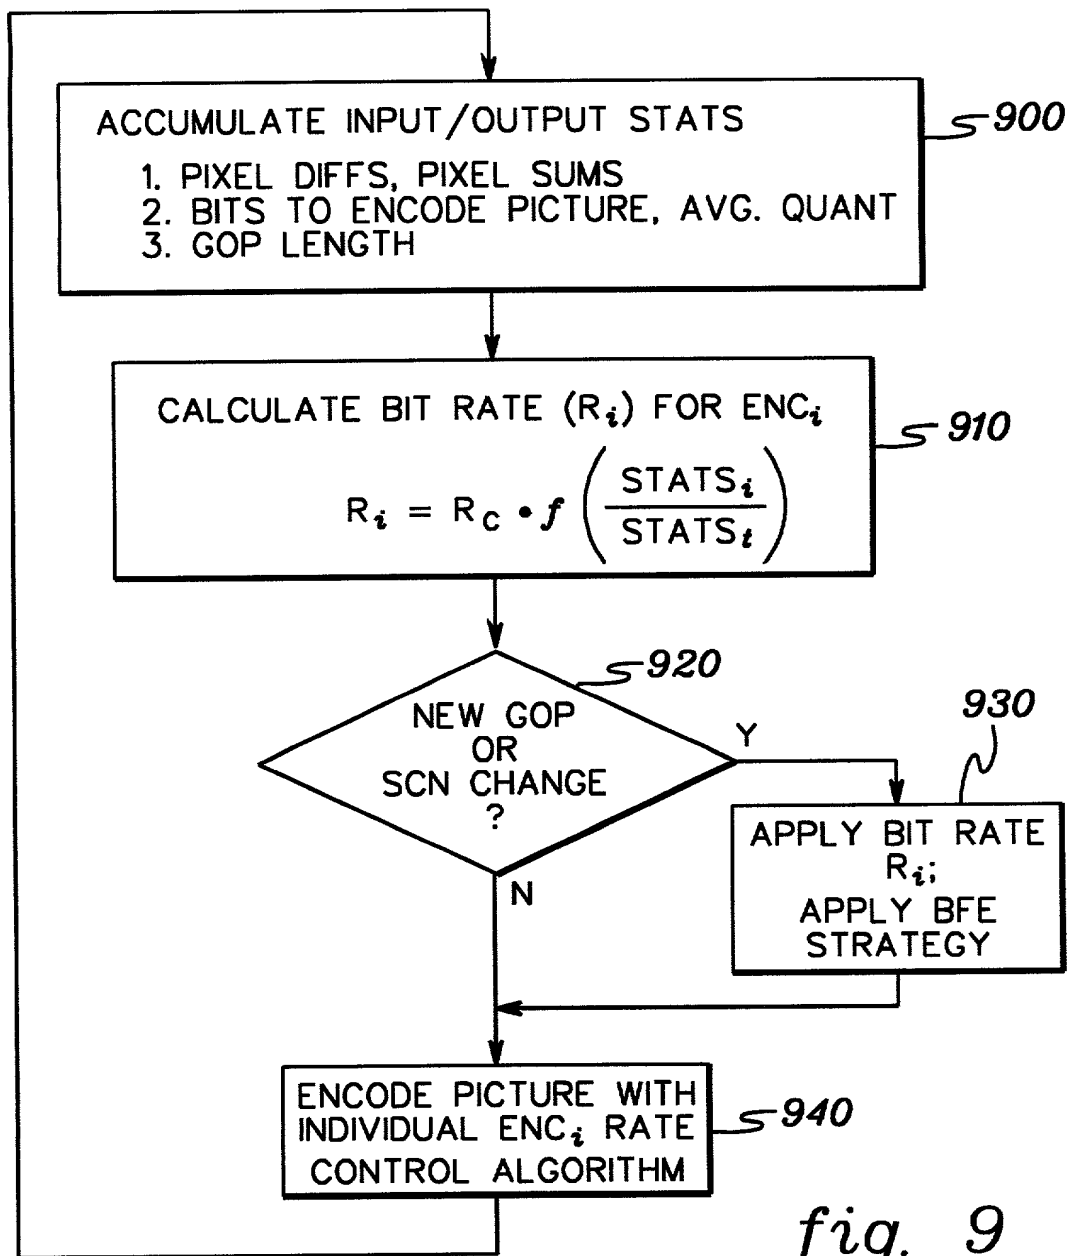 ACCUMULATE INPUT/OUTPUT STATS
1. PIXEL DIFFS, PIXEL SUMS
2. BITS TO ENCODE PICTURE, AVG. QUANT
3. GOP LENGTH
900
CALCULATE BIT RATE (Ri) FOR ENCi
Ri = RC • f (STATSi / STATSt)
910
NEW GOP
OR
SCN CHANGE
?
920
Y
N
930
APPLY BIT RATE
Ri;
APPLY BFE
STRATEGY
ENCODE PICTURE WITH
INDIVIDUAL ENCi RATE
CONTROL ALGORITHM
940
fig. 9